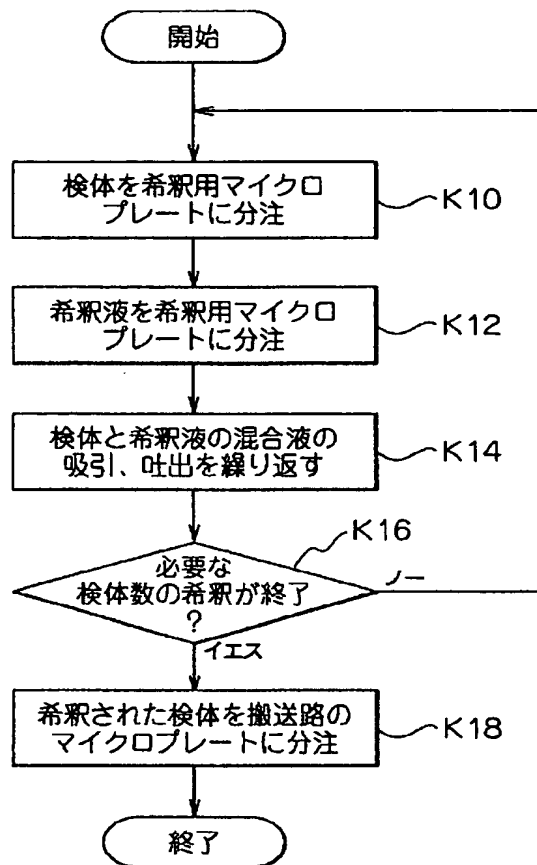 開始
検体を希釈用マイクロ
プレートに分注
K10
希釈液を希釈用マイクロ
プレートに分注
K12
検体と希釈液の混合液の
吸引、吐出を繰り返す
K14
K16
必要な
検体数の希釈が終了
?
ノー
イエス
希釈された検体を搬送路の
マイクロプレートに分注
K18
終了